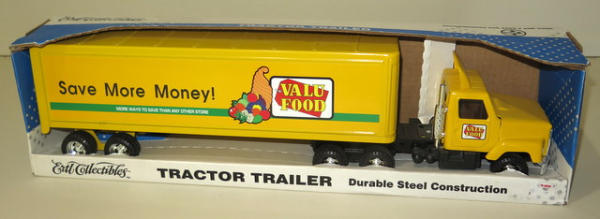 Save More Money!
MORE WAYS TO SAVE THAN ANY OTHER STORE
VALU
FOOD
VALU
FOOD
Ertl Collectibles
TRACTOR TRAILER Durable Steel Construction